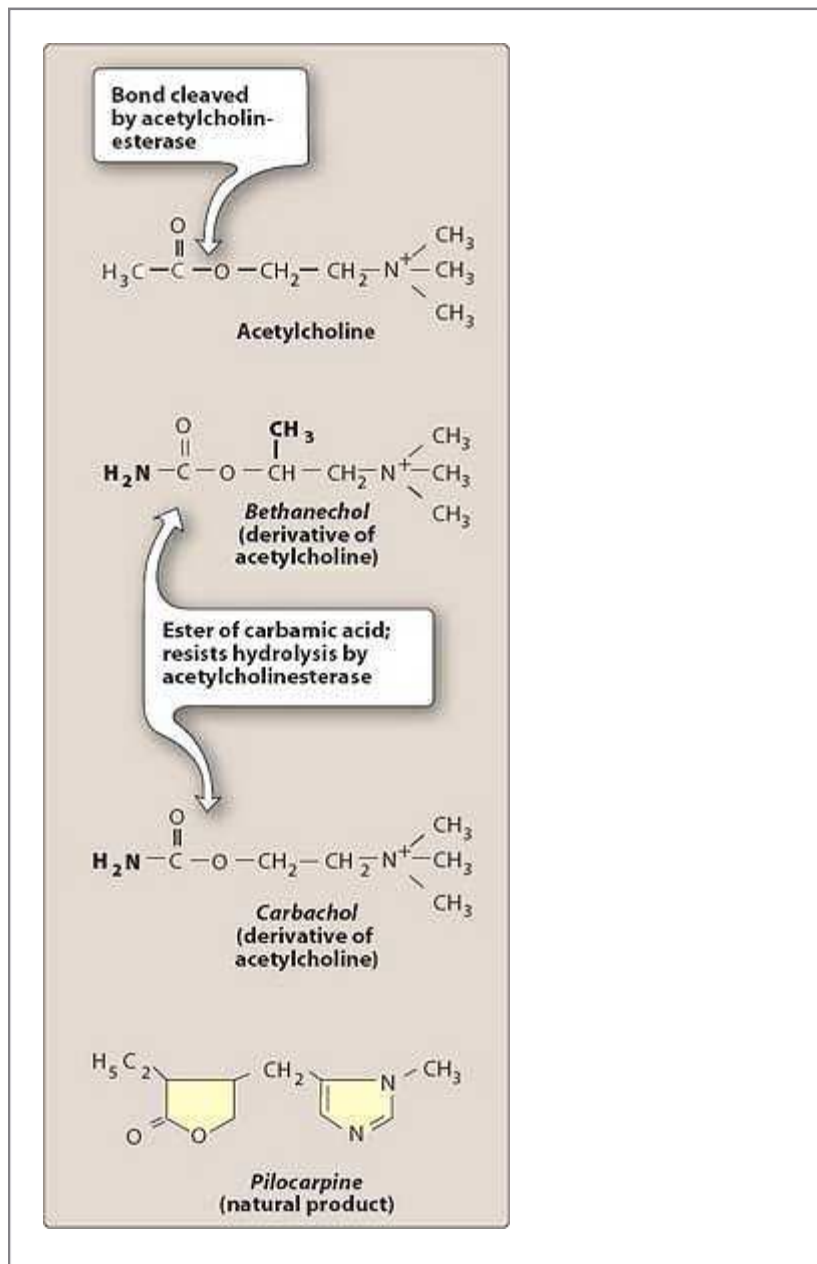 Bond cleaved
by acetylcholin-
esterase
O
H₃C — C — O — CH₂ — CH₂ — N⁺ — CH₃
CH₃
CH₃
Acetylcholine
O
CH₃
H₂N — C — O — CH — CH₂ — N⁺ — CH₃
CH₃
CH₃
Bethanechol
(derivative of
acetylcholine)
Ester of carbamic acid;
resists hydrolysis by
acetylcholinesterase
O
H₂N — C — O — CH₂ — CH₂ — N⁺ — CH₃
CH₃
CH₃
Carbachol
(derivative of
acetylcholine)
H₅C₂
CH₂
N — CH₃
O
O
N
Pilocarpine
(natural product)